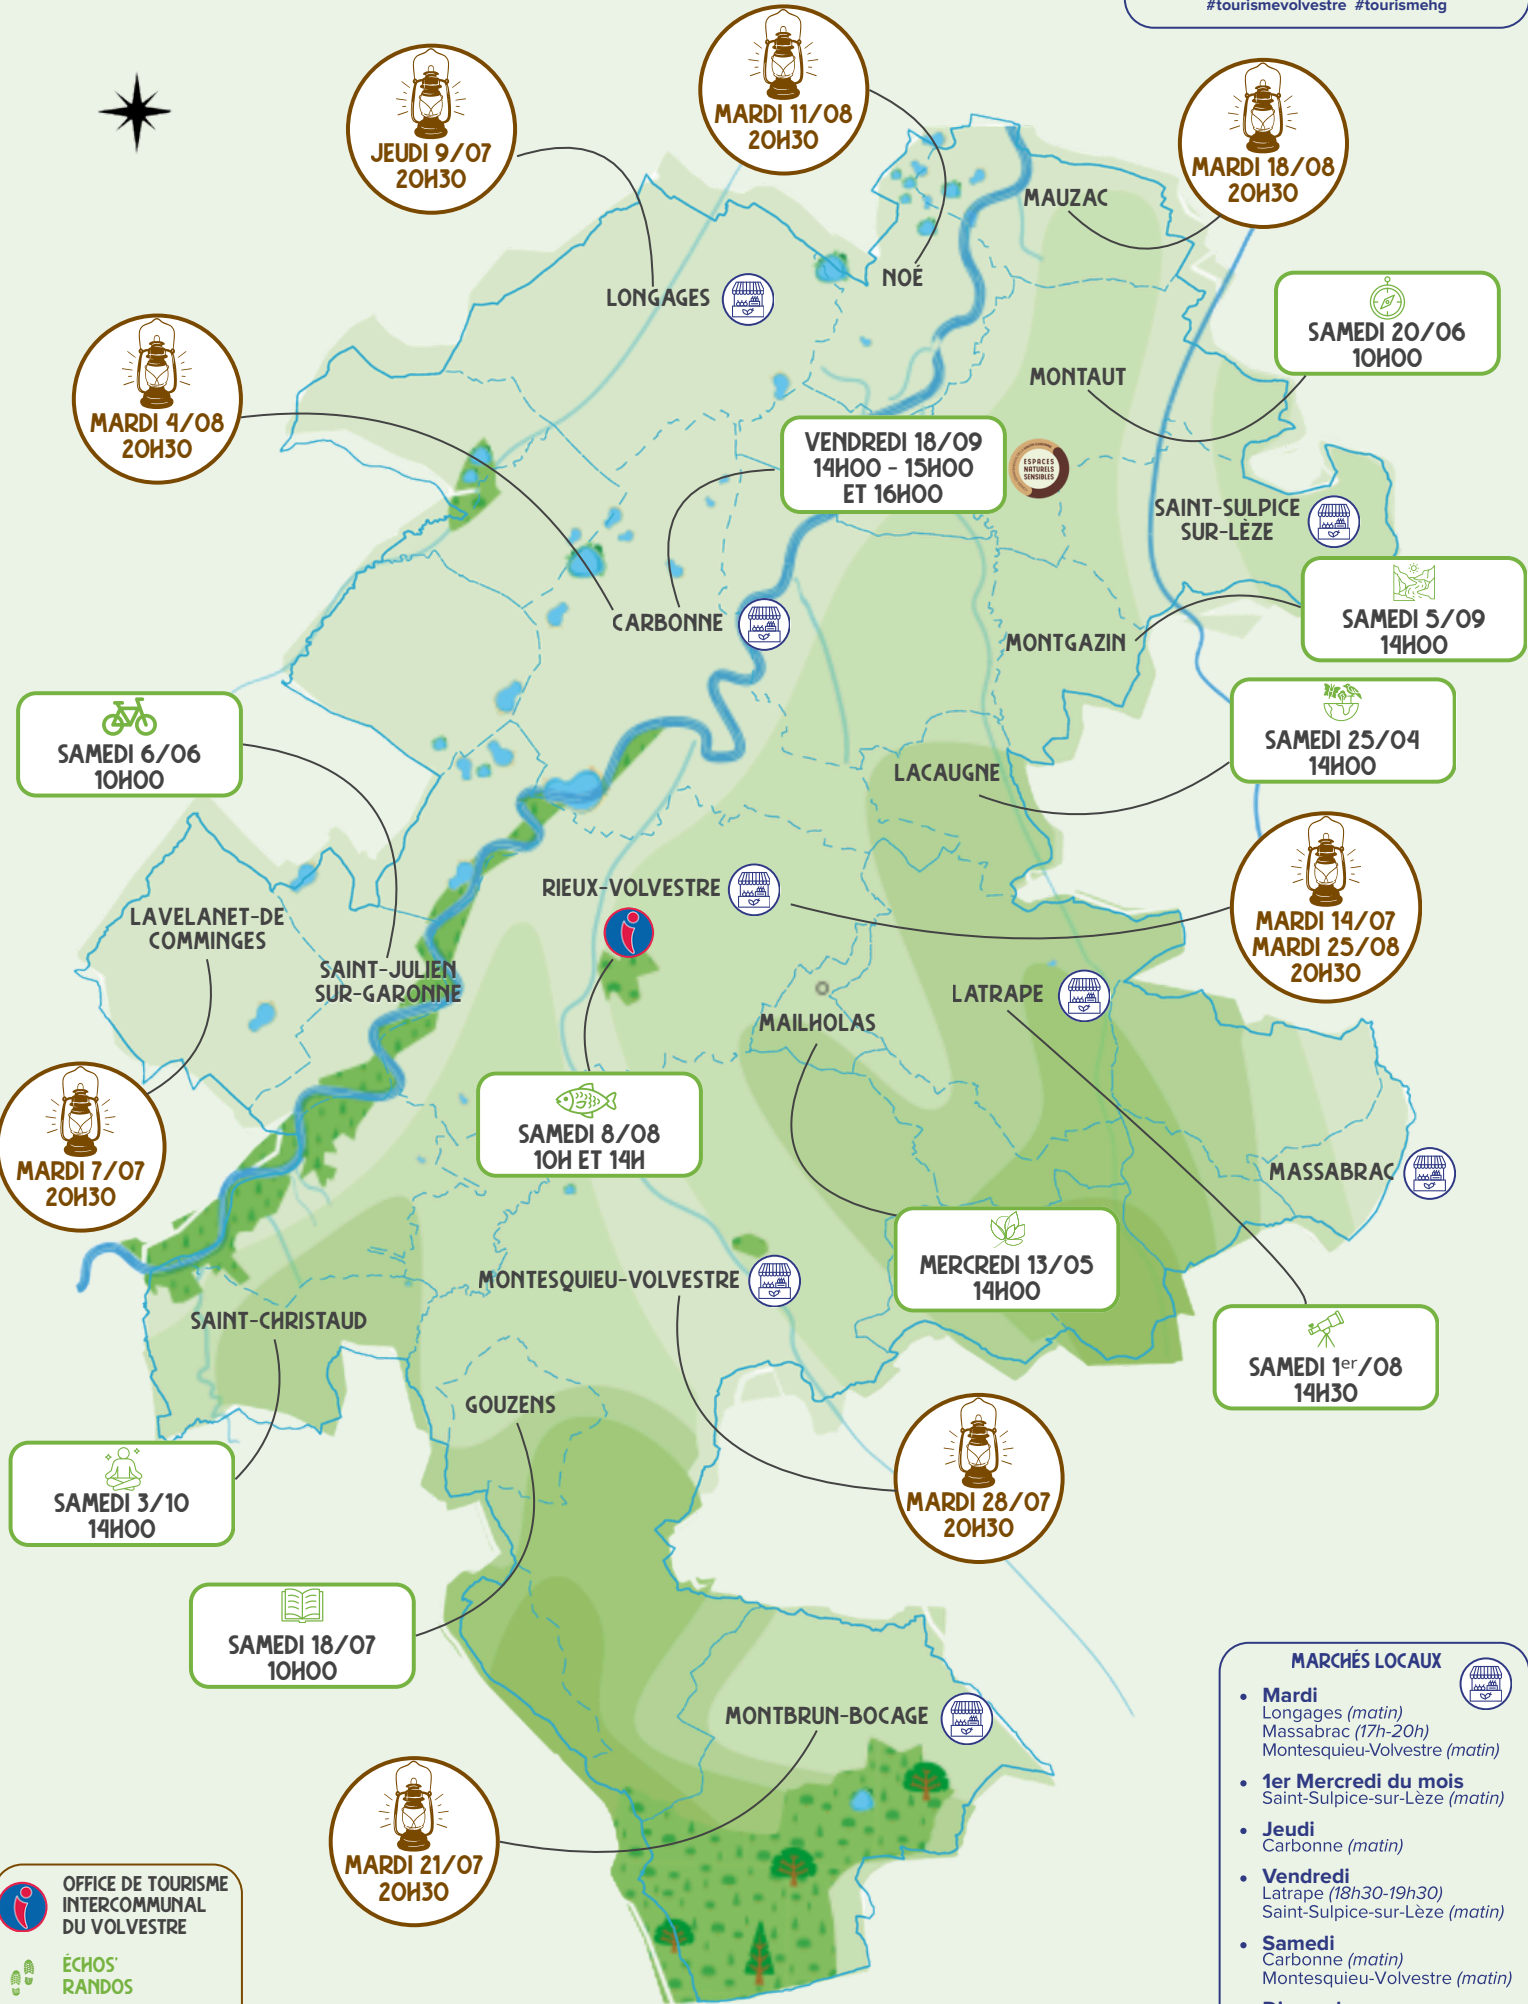 #tourismevolvestre #tourismehg
JEUDI 9/07
20H30
MARDI 11/08
20H30
MARDI 18/08
20H30
MAUZAC
NOÉ
LONGAGES
SAMEDI 20/06
10H00
MARDI 4/08
20H30
MONTAUT
VENDREDI 18/09
14H00 - 15H00
ET 16H00
ESPACES
NATURELS
SENSIBLES
SAINT-SULPICE
SUR-LÈZE
CARBONNE
MONTGAZIN
SAMEDI 5/09
14H00
SAMEDI 6/06
10H00
SAMEDI 25/04
14H00
LACAUGNE
RIEUX-VOLVESTRE
LAVELANET-DE
COMMINGES
SAINT-JULIEN
SUR-GARONNE
MARDI 14/07
MARDI 25/08
20H30
LATRAPE
MAILHOLAS
MARDI 7/07
20H30
SAMEDI 8/08
10H ET 14H
MASSABRAC
MERCREDI 13/05
14H00
MONTESQUIEU-VOLVESTRE
SAINT-CHRISTAUD
SAMEDI 1er/08
14H30
GOUZENS
SAMEDI 3/10
14H00
MARDI 28/07
20H30
SAMEDI 18/07
10H00
MONTBRUN-BOCAGE
MARDI 21/07
20H30
OFFICE DE TOURISME
INTERCOMMUNAL
DU VOLVESTRE
ÉCHOS'
RANDOS
MARCHÉS LOCAUX
• Mardi
Longages (matin)
Massabrac (17h-20h)
Montesquieu-Volvestre (matin)
• 1er Mercredi du mois
Saint-Sulpice-sur-Lèze (matin)
• Jeudi
Carbonne (matin)
• Vendredi
Latrape (18h30-19h30)
Saint-Sulpice-sur-Lèze (matin)
• Samedi
Carbonne (matin)
Montesquieu-Volvestre (matin)